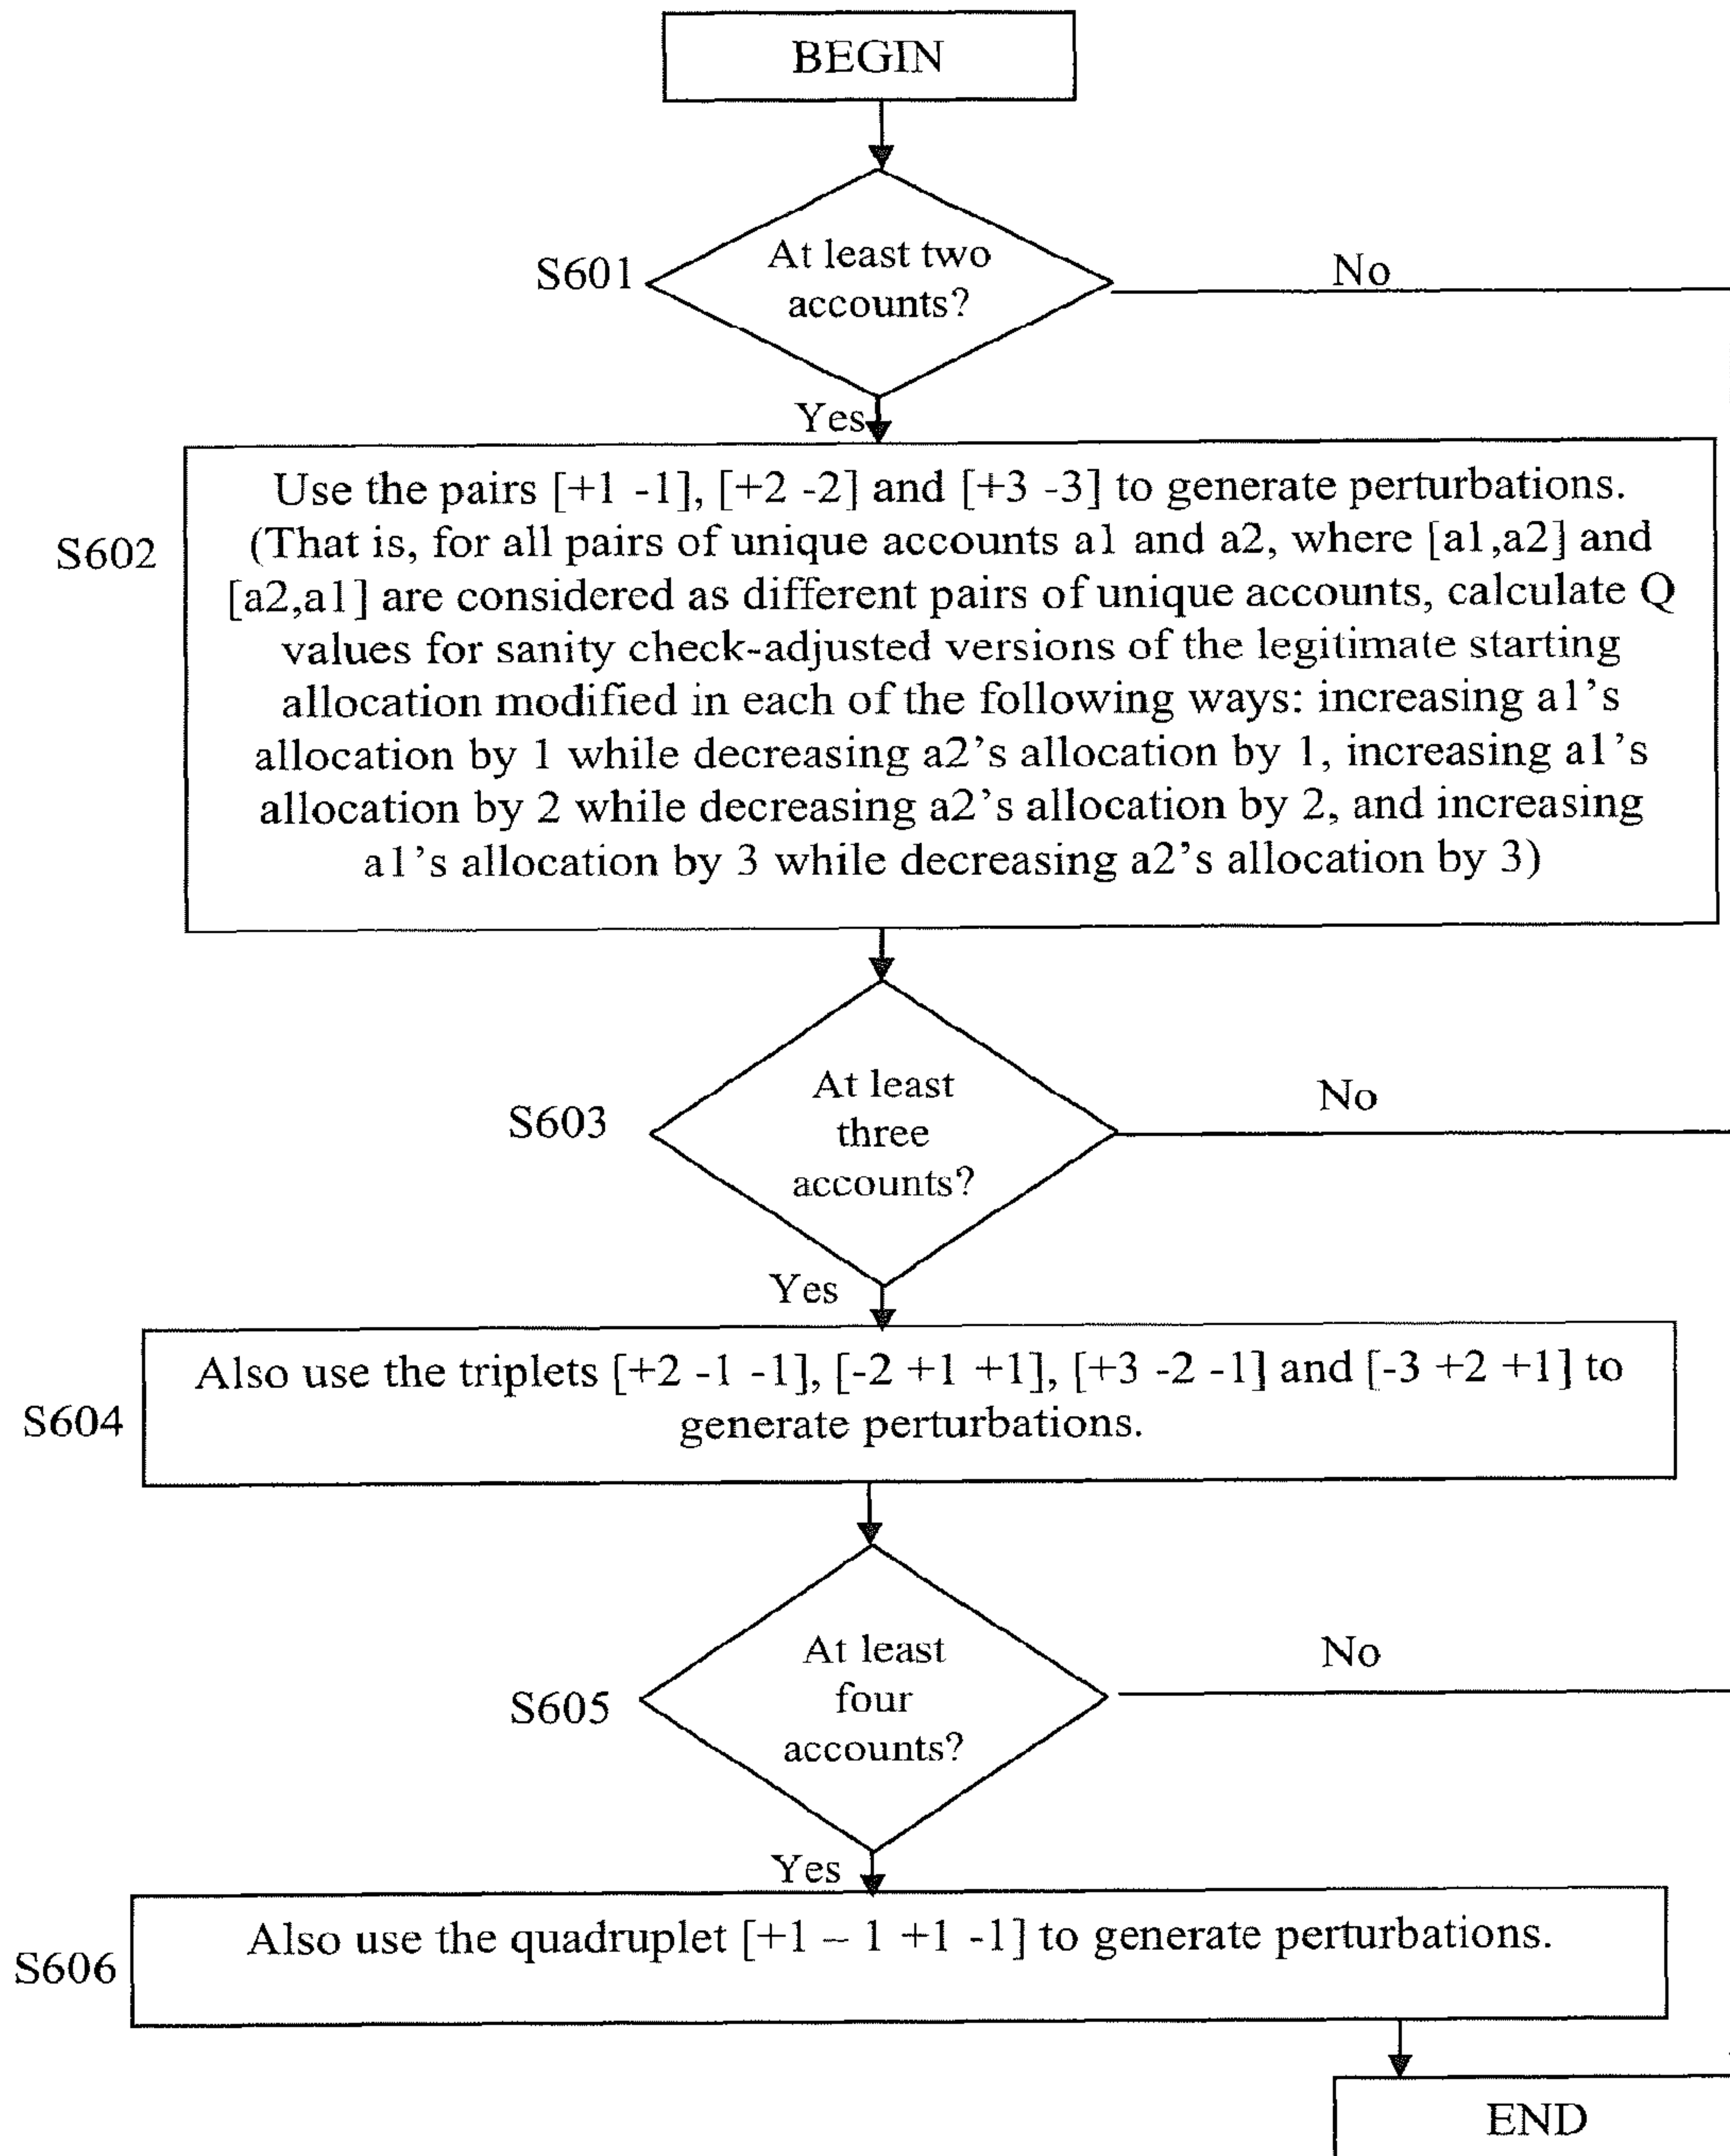 BEGIN
S601
At least two
accounts?
No
Yes
S602
Use the pairs [+1 -1], [+2 -2] and [+3 -3] to generate perturbations.
(That is, for all pairs of unique accounts a1 and a2, where [a1,a2] and
[a2,a1] are considered as different pairs of unique accounts, calculate Q
values for sanity check-adjusted versions of the legitimate starting
allocation modified in each of the following ways: increasing a1's
allocation by 1 while decreasing a2's allocation by 1, increasing a1's
allocation by 2 while decreasing a2's allocation by 2, and increasing
a1's allocation by 3 while decreasing a2's allocation by 3)
S603
At least
three
accounts?
No
Yes
S604
Also use the triplets [+2 -1 -1], [-2 +1 +1], [+3 -2 -1] and [-3 +2 +1] to
generate perturbations.
S605
At least
four
accounts?
No
Yes
S606
Also use the quadruplet [+1 – 1 +1 -1] to generate perturbations.
END